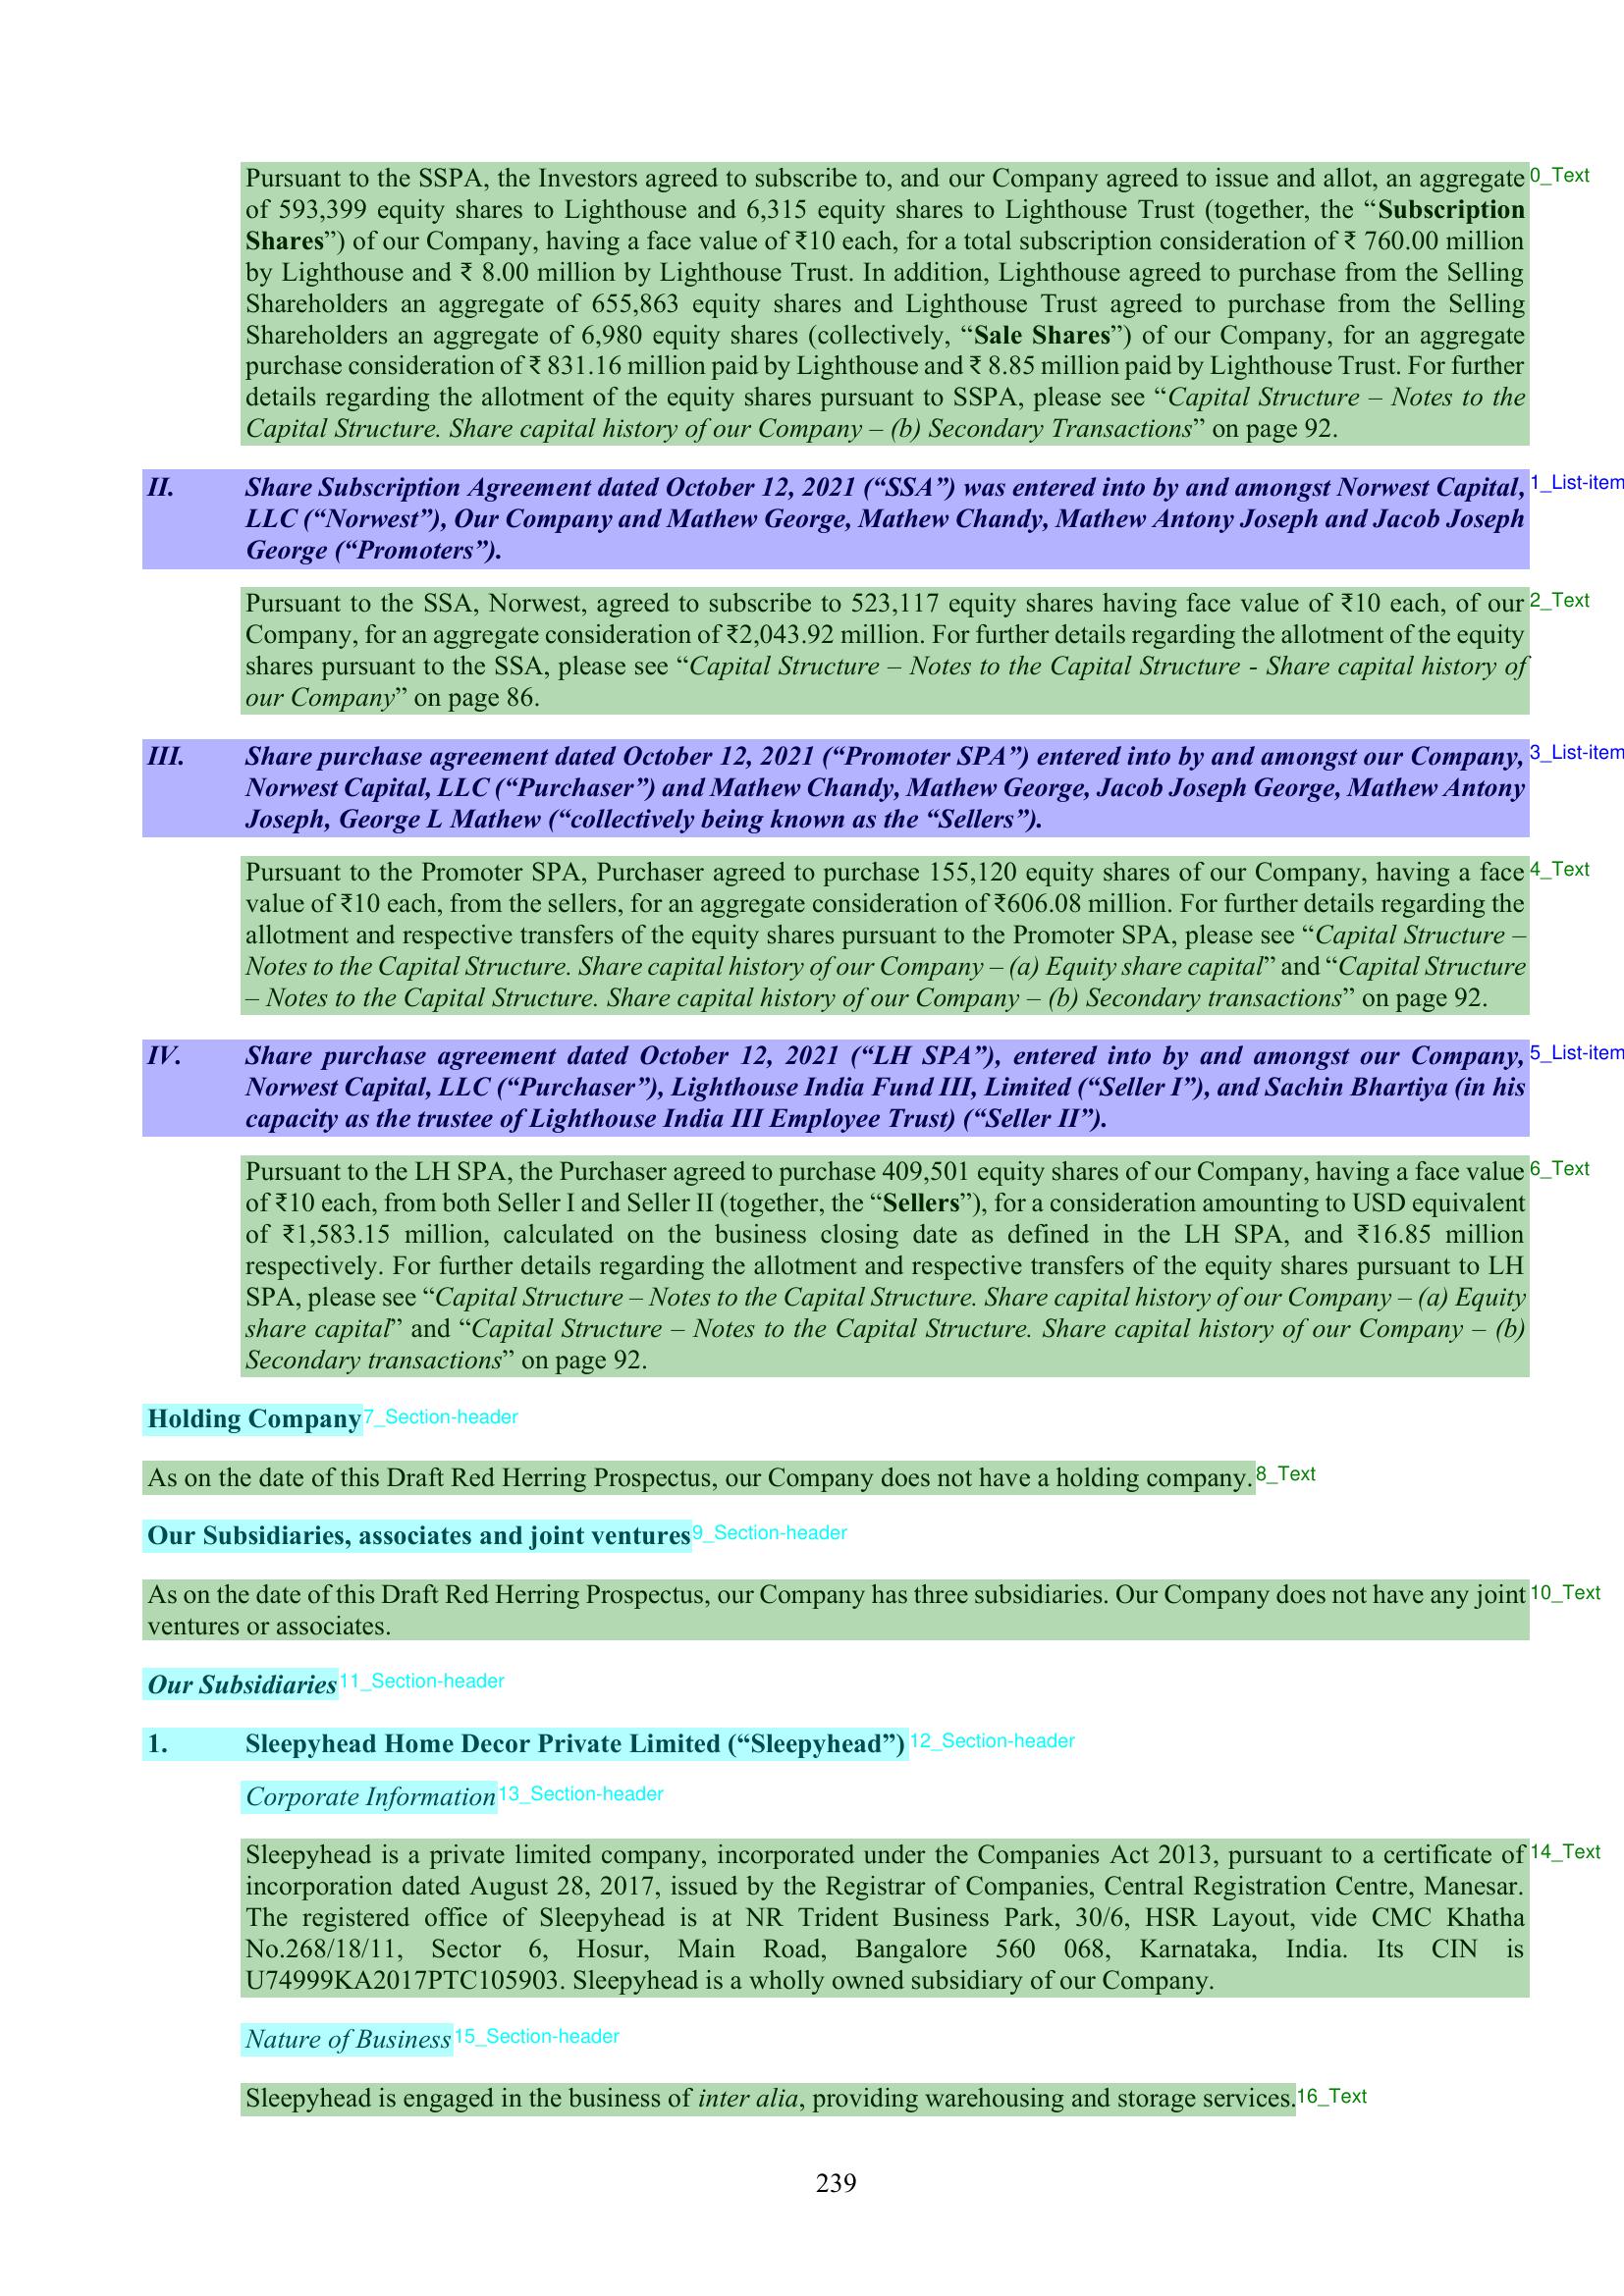 Pursuant to the SSPA, the Investors agreed to subscribe to, and our Company agreed to issue and allot, an aggregate 0_Text
of 593,399 equity shares to Lighthouse and 6,315 equity shares to Lighthouse Trust (together, the “Subscription
Shares”) of our Company, having a face value of ₹10 each, for a total subscription consideration of ₹ 760.00 million
by Lighthouse and ₹ 8.00 million by Lighthouse Trust. In addition, Lighthouse agreed to purchase from the Selling
Shareholders an aggregate of 655,863 equity shares and Lighthouse Trust agreed to purchase from the Selling
Shareholders an aggregate of 6,980 equity shares (collectively, “Sale Shares”) of our Company, for an aggregate
purchase consideration of ₹ 831.16 million paid by Lighthouse and ₹ 8.85 million paid by Lighthouse Trust. For further
details regarding the allotment of the equity shares pursuant to SSPA, please see “Capital Structure – Notes to the
Capital Structure. Share capital history of our Company – (b) Secondary Transactions” on page 92.
II. Share Subscription Agreement dated October 12, 2021 (“SSA”) was entered into by and amongst Norwest Capital, 1_List-item
LLC (“Norwest”), Our Company and Mathew George, Mathew Chandy, Mathew Antony Joseph and Jacob Joseph
George (“Promoters”).
Pursuant to the SSA, Norwest, agreed to subscribe to 523,117 equity shares having face value of ₹10 each, of our 2_Text
Company, for an aggregate consideration of ₹2,043.92 million. For further details regarding the allotment of the equity
shares pursuant to the SSA, please see “Capital Structure – Notes to the Capital Structure - Share capital history of
our Company” on page 86.
III. Share purchase agreement dated October 12, 2021 (“Promoter SPA”) entered into by and amongst our Company, 3_List-item
Norwest Capital, LLC (“Purchaser”) and Mathew Chandy, Mathew George, Jacob Joseph George, Mathew Antony
Joseph, George L Mathew (“collectively being known as the “Sellers”).
Pursuant to the Promoter SPA, Purchaser agreed to purchase 155,120 equity shares of our Company, having a face 4_Text
value of ₹10 each, from the sellers, for an aggregate consideration of ₹606.08 million. For further details regarding the
allotment and respective transfers of the equity shares pursuant to the Promoter SPA, please see “Capital Structure –
Notes to the Capital Structure. Share capital history of our Company – (a) Equity share capital” and “Capital Structure
– Notes to the Capital Structure. Share capital history of our Company – (b) Secondary transactions” on page 92.
IV. Share purchase agreement dated October 12, 2021 (“LH SPA”), entered into by and amongst our Company, 5_List-item
Norwest Capital, LLC (“Purchaser”), Lighthouse India Fund III, Limited (“Seller I”), and Sachin Bhartiya (in his
capacity as the trustee of Lighthouse India III Employee Trust) (“Seller II”).
Pursuant to the LH SPA, the Purchaser agreed to purchase 409,501 equity shares of our Company, having a face value 6_Text
of ₹10 each, from both Seller I and Seller II (together, the “Sellers”), for a consideration amounting to USD equivalent
of ₹1,583.15 million, calculated on the business closing date as defined in the LH SPA, and ₹16.85 million
respectively. For further details regarding the allotment and respective transfers of the equity shares pursuant to LH
SPA, please see “Capital Structure – Notes to the Capital Structure. Share capital history of our Company – (a) Equity
share capital” and “Capital Structure – Notes to the Capital Structure. Share capital history of our Company – (b)
Secondary transactions” on page 92.
Holding Company 7_Section-header
As on the date of this Draft Red Herring Prospectus, our Company does not have a holding company. 8_Text
Our Subsidiaries, associates and joint ventures 9_Section-header
As on the date of this Draft Red Herring Prospectus, our Company has three subsidiaries. Our Company does not have any joint 10_Text
ventures or associates.
Our Subsidiaries 11_Section-header
1. Sleepyhead Home Decor Private Limited (“Sleepyhead”) 12_Section-header
Corporate Information 13_Section-header
Sleepyhead is a private limited company, incorporated under the Companies Act 2013, pursuant to a certificate of 14_Text
incorporation dated August 28, 2017, issued by the Registrar of Companies, Central Registration Centre, Manesar.
The registered office of Sleepyhead is at NR Trident Business Park, 30/6, HSR Layout, vide CMC Khatha
No.268/18/11, Sector 6, Hosur, Main Road, Bangalore 560 068, Karnataka, India. Its CIN is
U74999KA2017PTC105903. Sleepyhead is a wholly owned subsidiary of our Company.
Nature of Business 15_Section-header
Sleepyhead is engaged in the business of inter alia, providing warehousing and storage services. 16_Text
239